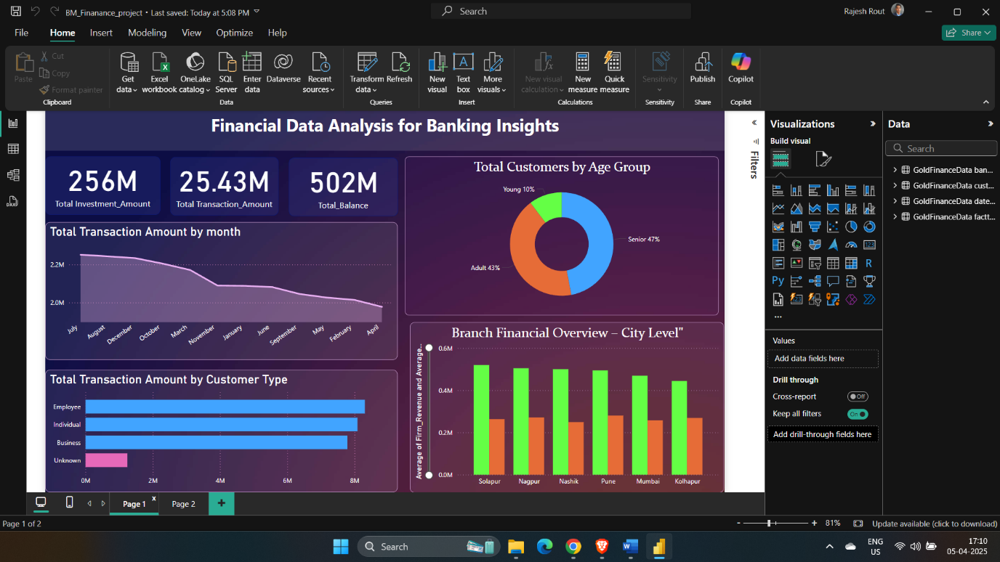 BM_Finanance_project • Last saved: Today at 5:08 PM
Search
Rajesh Rout
File Home Insert Modeling View Optimize Help
Share
Paste
Cut
Copy
Format painter
Clipboard
Get data
Excel workbook
OneLake catalog
SQL Server
Enter data
Dataverse
Recent sources
Data
Transform data
Refresh
Queries
New visual
Text box
More visuals
Insert
New visual calculation
New measure
Quick measure
Calculations
Sensitivity
Sensitivity
Publish
Share
Copilot
Copilot
Financial Data Analysis for Banking Insights
256M
Total Investment_Amount
25.43M
Total Transaction_Amount
502M
Total_Balance
Total Transaction Amount by month
2.2M
2.0M
July August December October March November January June September May February April
Total Customers by Age Group
Young 10%
Senior 47%
Adult 43%
Total Transaction Amount by Customer Type
Employee
Individual
Business
Unknown
0M 2M 4M 6M 8M
Branch Financial Overview – City Level"
Average of Firm_Revenue and Average...
0.6M
0.4M
0.2M
0.0M
Solapur Nagpur Nashik Pune Mumbai Kolhapur
Filters
Visualizations
Build visual
123
R
Py
123
Values
Add data fields here
Drill through
Cross-report
Off
Keep all filters
On
Add drill-through fields here
Data
Search
GoldFinanceData ban...
GoldFinanceData cust...
GoldFinanceData date...
GoldFinanceData factt...
DAX
Page 1 x
Page 2
+
Page 1 of 2
- + 81%
Update available (click to download)
Search
ENG
US
17:10
05-04-2025